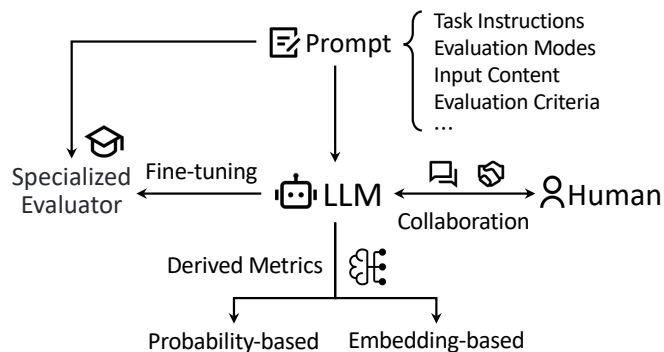 Prompt
Task Instructions
Evaluation Modes
Input Content
Evaluation Criteria
...
Specialized
Evaluator
Fine-tuning
LLM
Collaboration
Human
Derived Metrics
Probability-based
Embedding-based